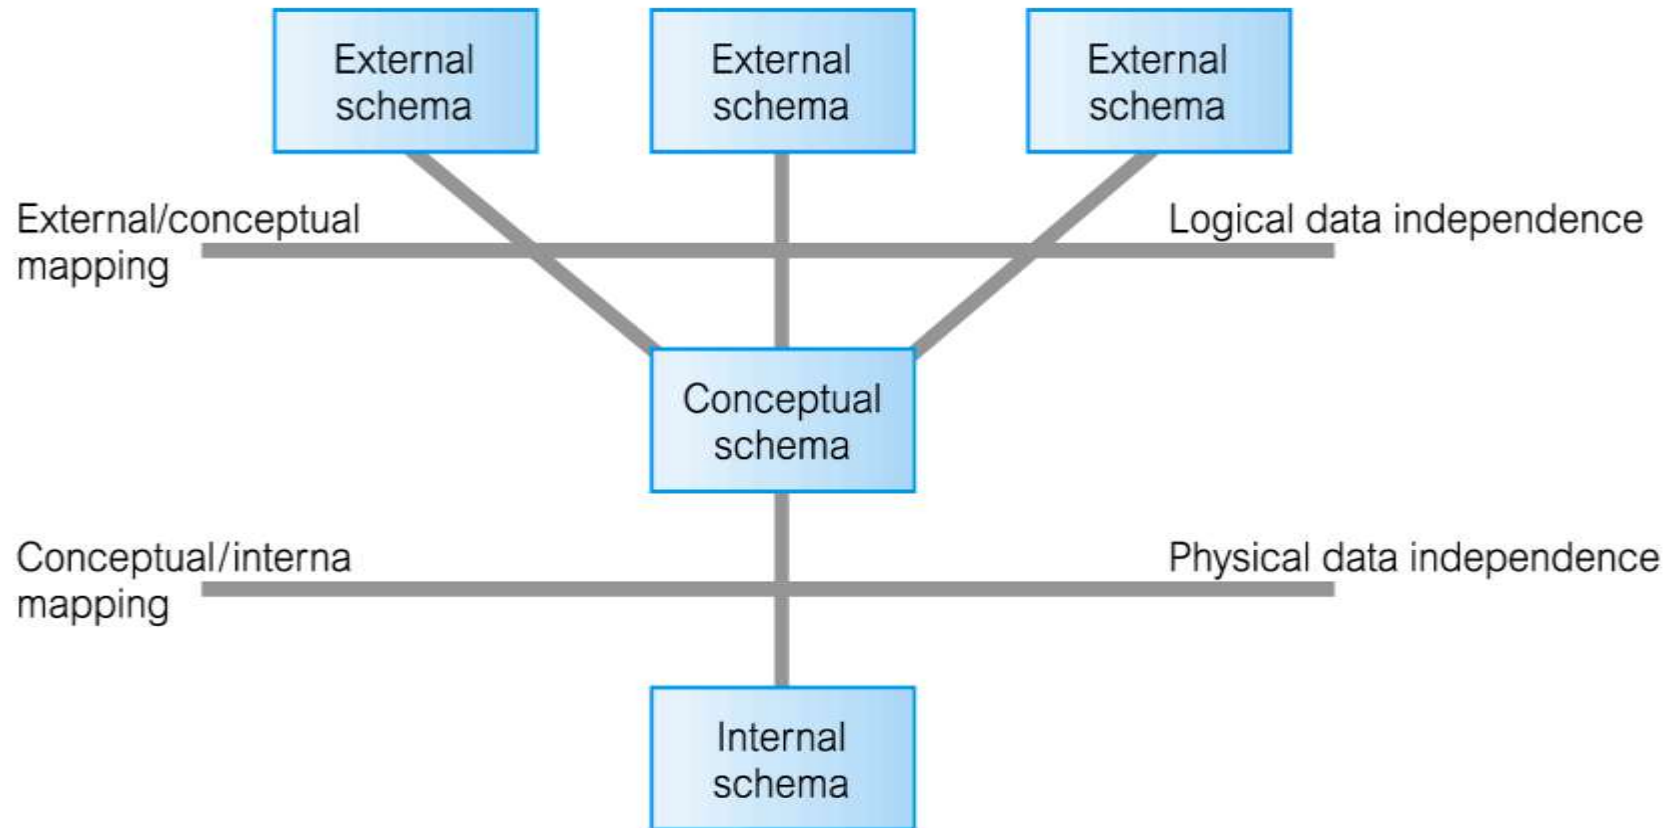 External
schema
External
schema
External
schema
External/conceptual
mapping
Logical data independence
Conceptual
schema
Conceptual/interna
mapping
Physical data independence
Internal
schema